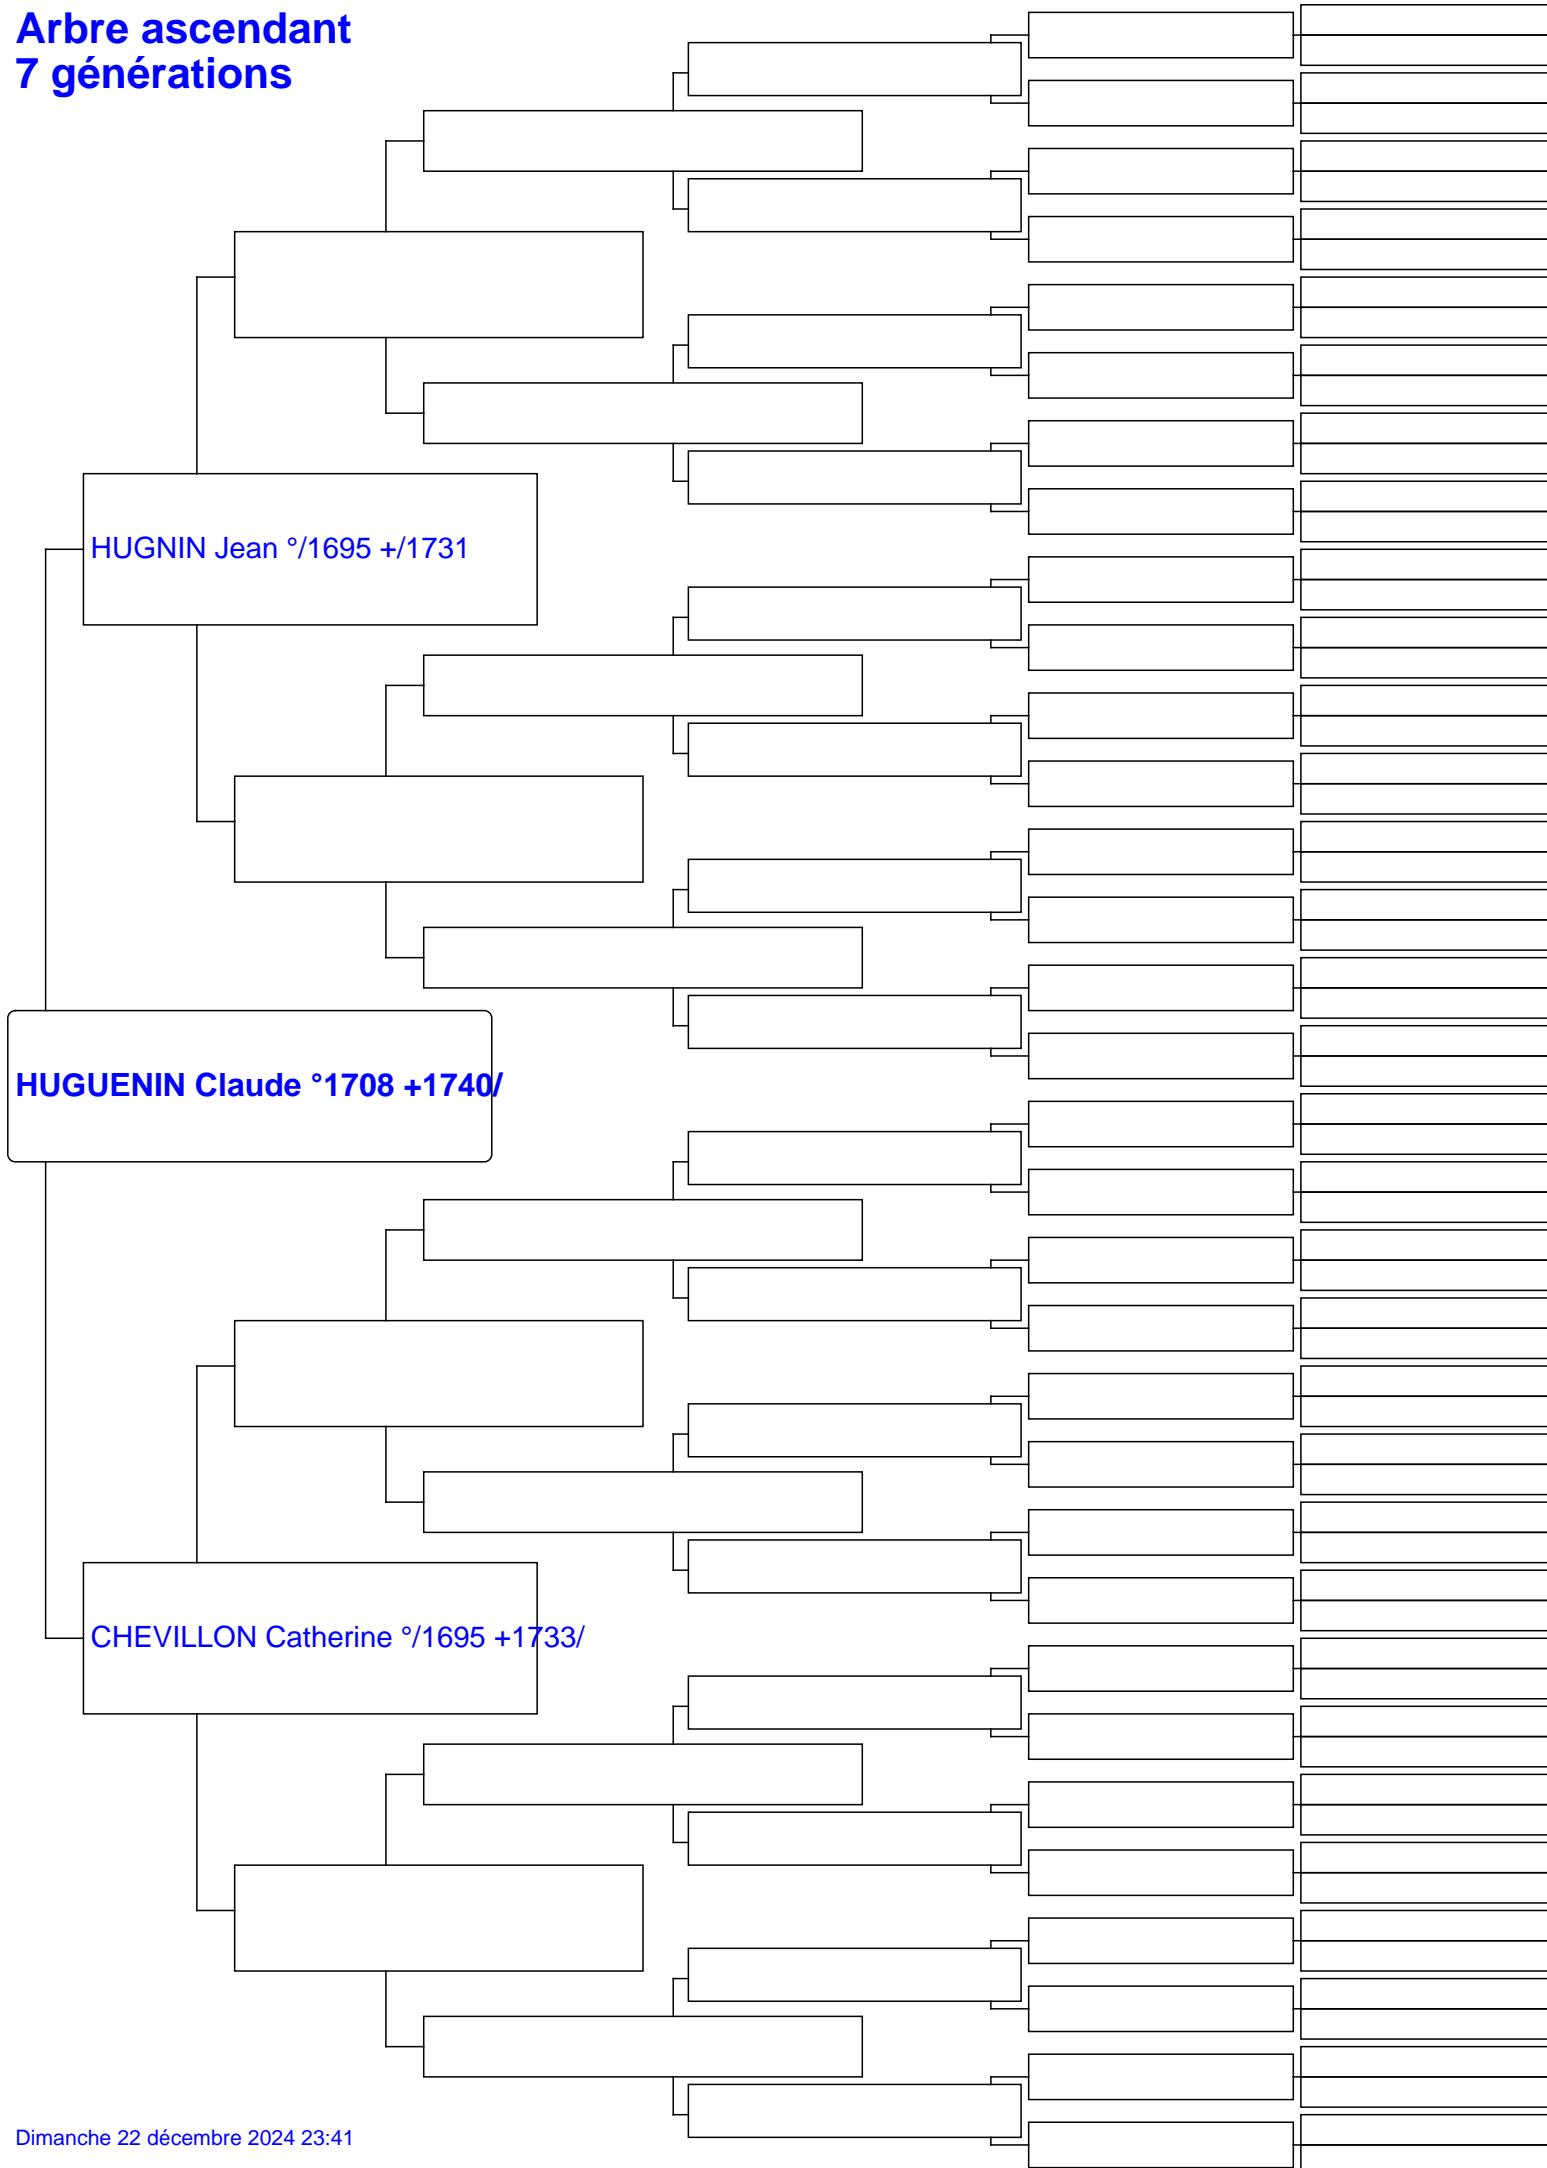 Arbre ascendant
7 générations
HUGNIN Jean °/1695 +/1731
HUGUENIN Claude °1708 +1740/
CHEVILLON Catherine °/1695 +1733/
Dimanche 22 décembre 2024 23:41